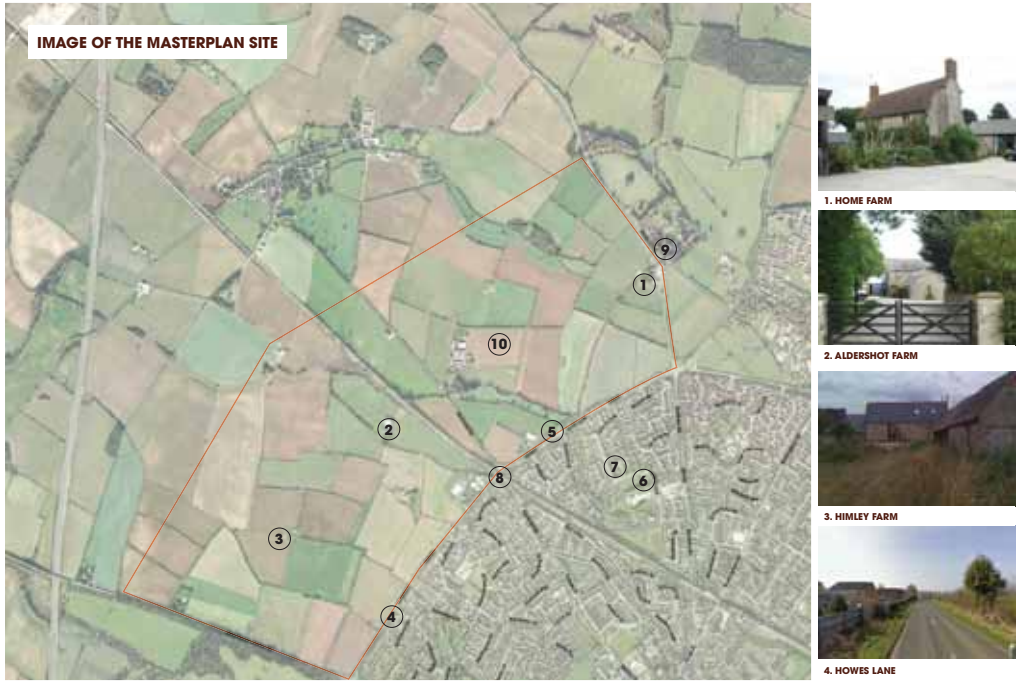 IMAGE OF THE MASTERPLAN SITE
9
1
10
2
5
7
6
8
3
4
1. HOME FARM
2. ALDERSHOT FARM
3. HIMLEY FARM
4. HOWES LANE